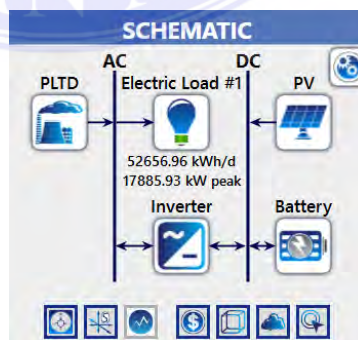 SCHEMATIC
AC DC
PLTD Electric Load #1 PV
52656.96 kWh/d
17885.93 kW peak
Inverter Battery